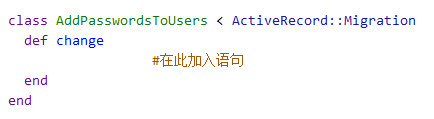 class AddPasswordsToUsers < ActiveRecord::Migration
  def change
                #在此加入语句
  end
end